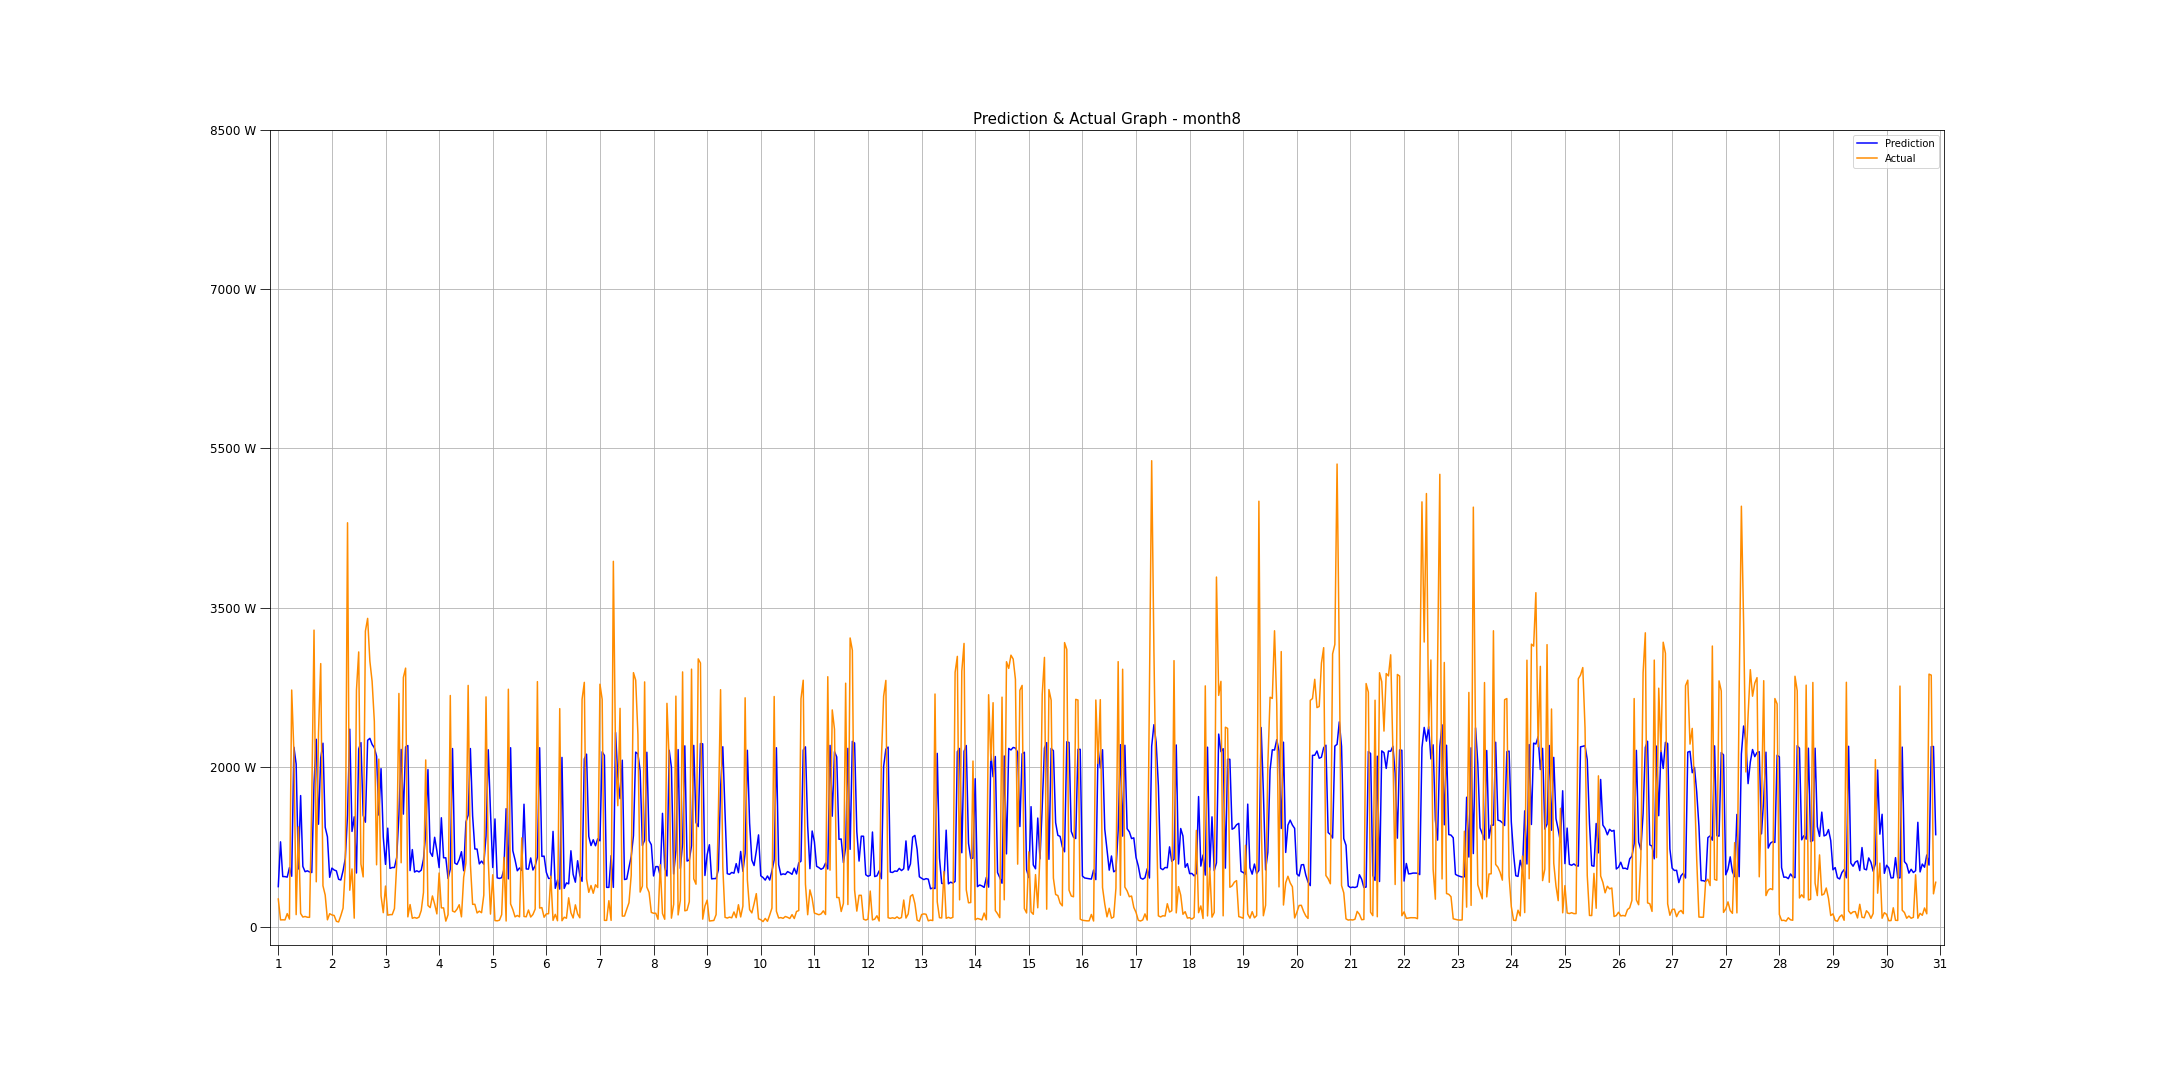 Prediction & Actual Graph - month8
8500 W
Prediction
Actual
7000 W
5500 W
3500 W
2000 W
0
1 2 3 4 5 6 7 8 9 10 11 12 13 14 15 16 17 18 19 20 21 22 23 24 25 26 27 27 28 29 30 31